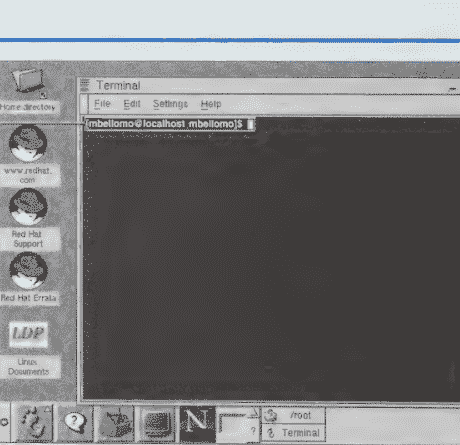 Terminal
File Edit Settings Help
[mbellomo@localhost mbellomo]$
Home directory
www.redhat.
com
Red Hat
Support
Red Hat Errata
LDP
Linux
Documents
N
?
/root
Terminal